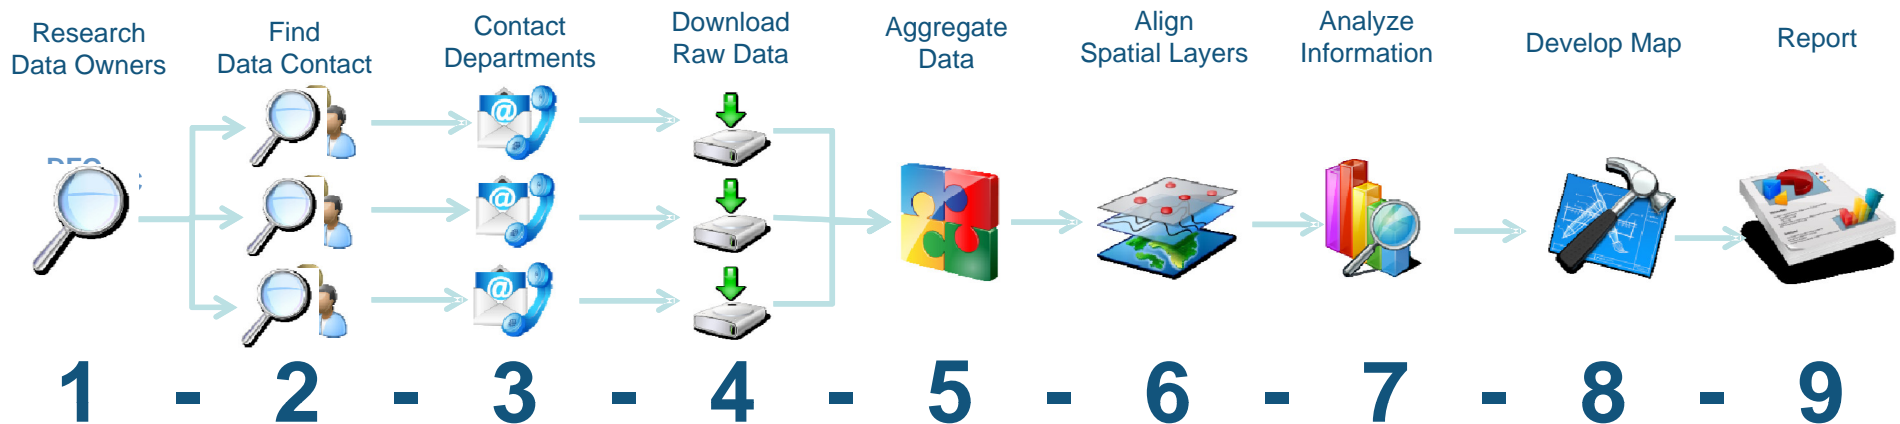 Research
Data Owners
Find
Data Contact
Contact
Departments
Download
Raw Data
Aggregate
Data
Align
Spatial Layers
Analyze
Information
Develop Map
Report
@
@
@
1 - 2 - 3 - 4 - 5 - 6 - 7 - 8 - 9